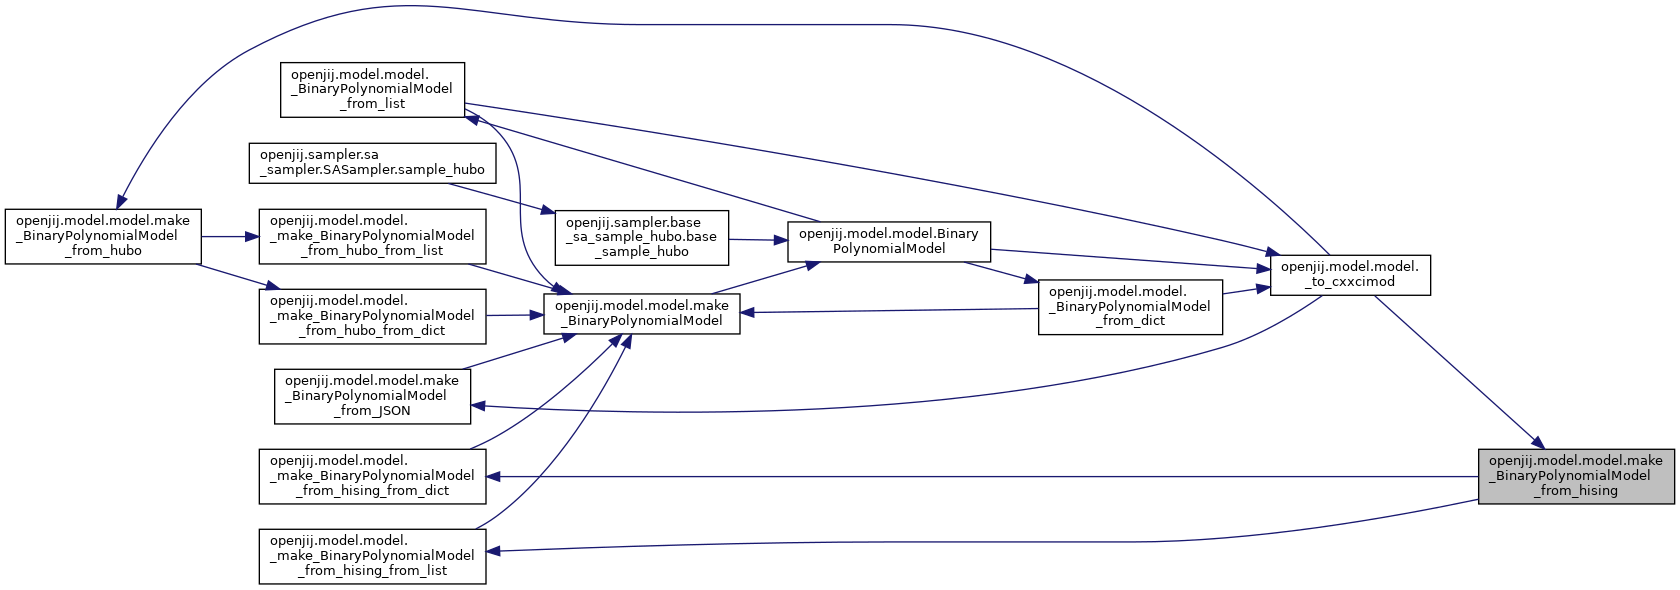 openjij.model.model.
_BinaryPolynomialModel
_from_list
openjij.sampler.sa
_sampler.SASampler.sample_hubo
openjij.model.model.make
_BinaryPolynomialModel
_from_hubo
openjij.model.model.
_make_BinaryPolynomialModel
_from_hubo_from_list
openjij.sampler.base
_sa_sample_hubo.base
_sample_hubo
openjij.model.model.Binary
PolynomialModel
openjij.model.model.
_to_cxxcimod
openjij.model.model.
_make_BinaryPolynomialModel
_from_hubo_from_dict
openjij.model.model.make
_BinaryPolynomialModel
openjij.model.model.
_BinaryPolynomialModel
_from_dict
openjij.model.model.make
_BinaryPolynomialModel
_from_JSON
openjij.model.model.
_make_BinaryPolynomialModel
_from_hising_from_dict
openjij.model.model.make
_BinaryPolynomialModel
_from_hising
openjij.model.model.
_make_BinaryPolynomialModel
_from_hising_from_list